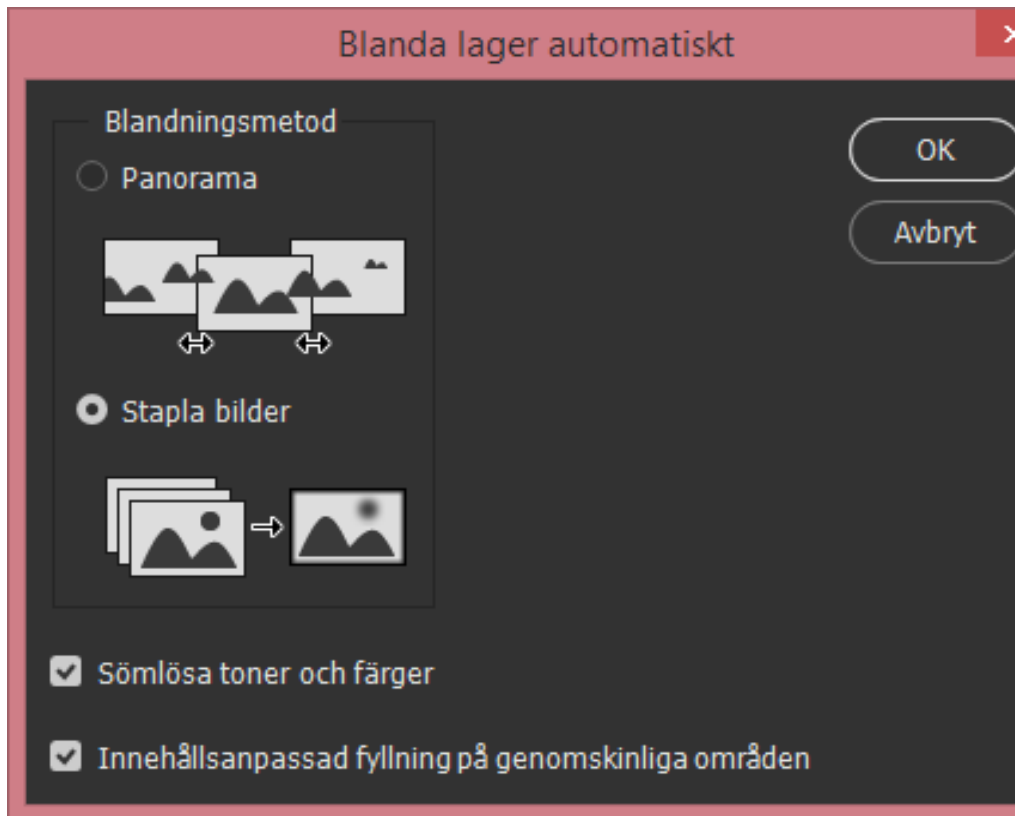 Blanda lager automatiskt
Blandningsmetod
Panorama
Stapla bilder
OK
Avbryt
Sömlösa toner och färger
Innehållsanpassad fyllning på genomskinliga områden